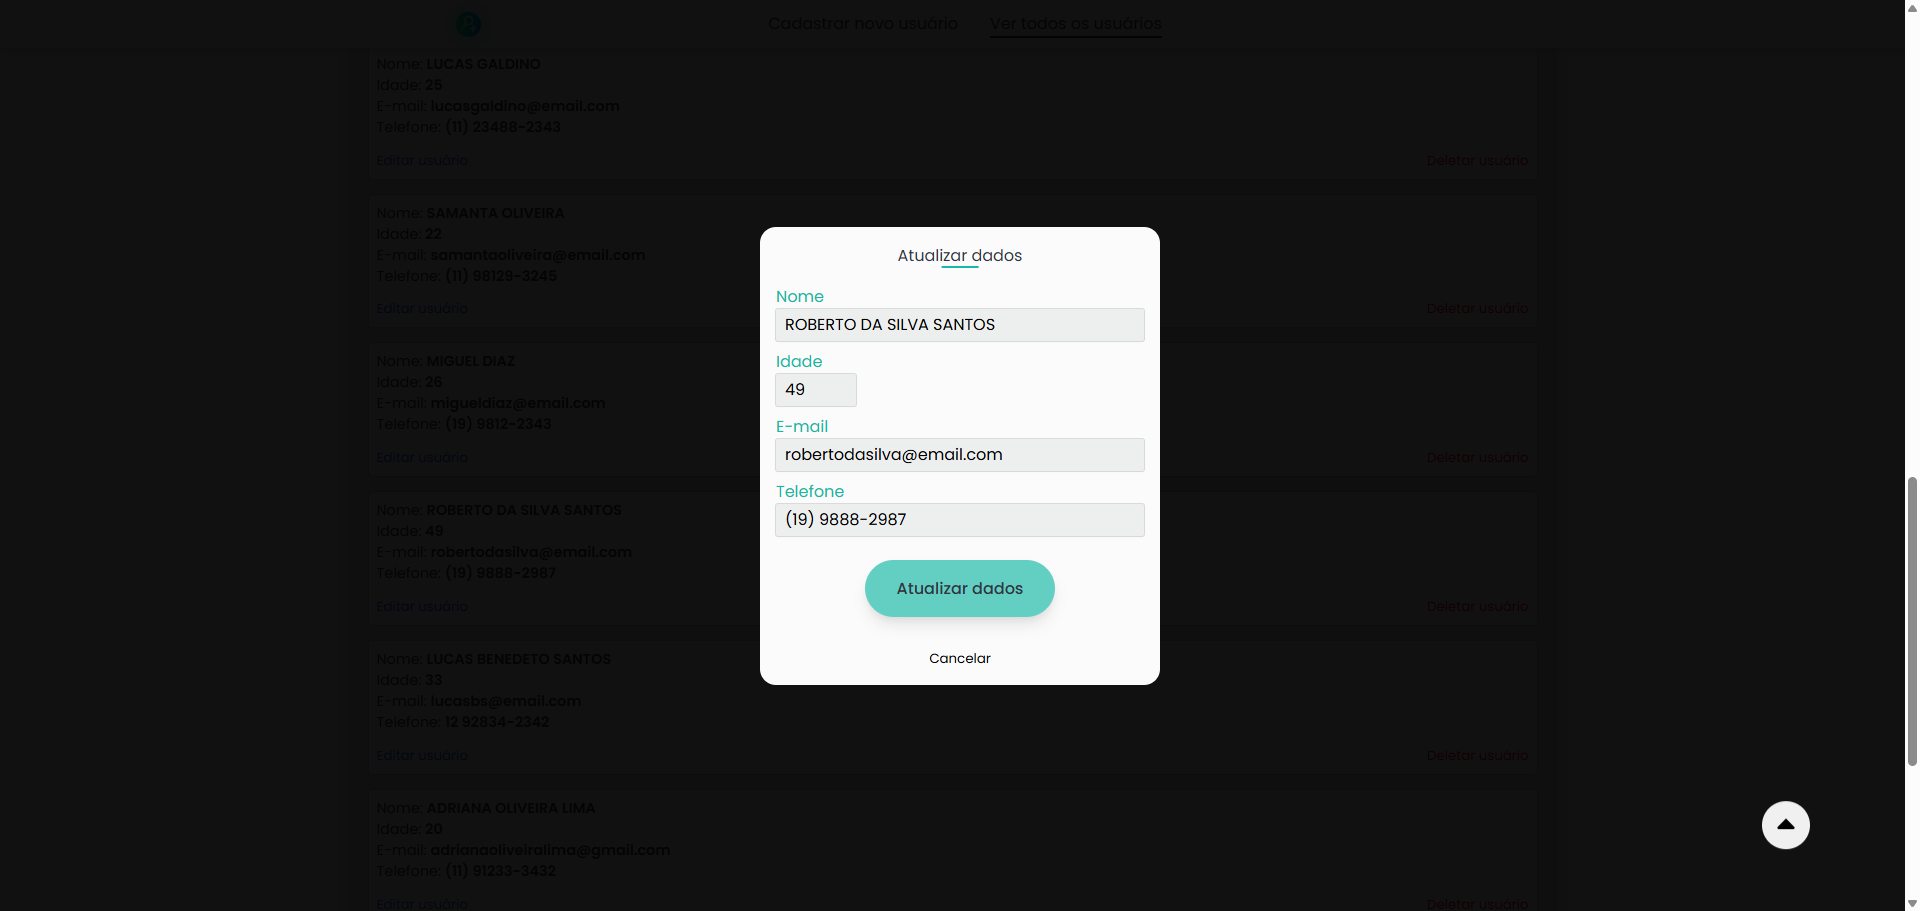 Cadastrar novo usuário
Ver todos os usuários
Nome: LUCAS GALDINO
Idade: 25
E-mail: lucasgaldino@email.com
Telefone: (11) 23488-2343
Editar usuário
Deletar usuário
Nome: SAMANTA OLIVEIRA
Idade: 22
E-mail: samantaoliveira@email.com
Telefone: (11) 98129-3245
Editar usuário
Deletar usuário
Nome: MIGUEL DIAZ
Idade: 26
E-mail: migueldiaz@email.com
Telefone: (19) 9812-2343
Editar usuário
Deletar usuário
Nome: ROBERTO DA SILVA SANTOS
Idade: 49
E-mail: robertodasilva@email.com
Telefone: (19) 9888-2987
Editar usuário
Deletar usuário
Nome: LUCAS BENEDETO SANTOS
Idade: 33
E-mail: lucasbs@email.com
Telefone: 12 92834-2342
Editar usuário
Deletar usuário
Nome: ADRIANA OLIVEIRA LIMA
Idade: 20
E-mail: adrianaoliveiralima@gmail.com
Telefone: (11) 91233-3432
Editar usuário
Deletar usuário
Atualizar dados
Nome
ROBERTO DA SILVA SANTOS
Idade
49
E-mail
robertodasilva@email.com
Telefone
(19) 9888-2987
Atualizar dados
Cancelar